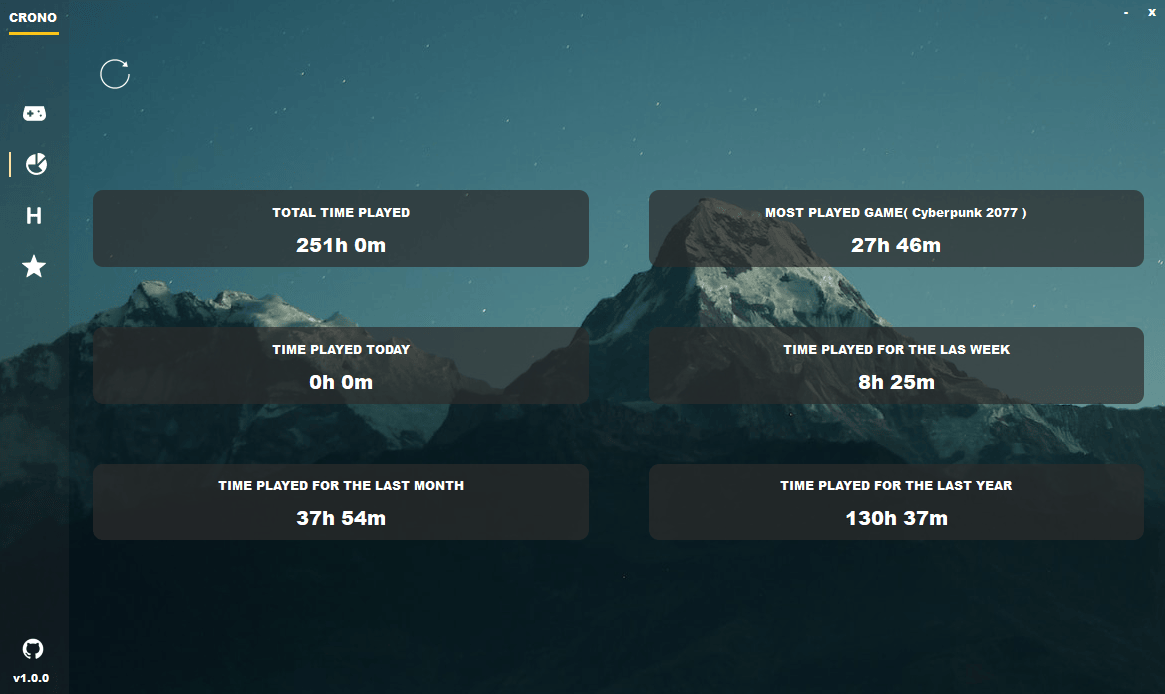 CRONO
- x
TOTAL TIME PLAYED
251h 0m
MOST PLAYED GAME( Cyberpunk 2077 )
27h 46m
H
TIME PLAYED TODAY
0h 0m
TIME PLAYED FOR THE LAS WEEK
8h 25m
TIME PLAYED FOR THE LAST MONTH
37h 54m
TIME PLAYED FOR THE LAST YEAR
130h 37m
v1.0.0